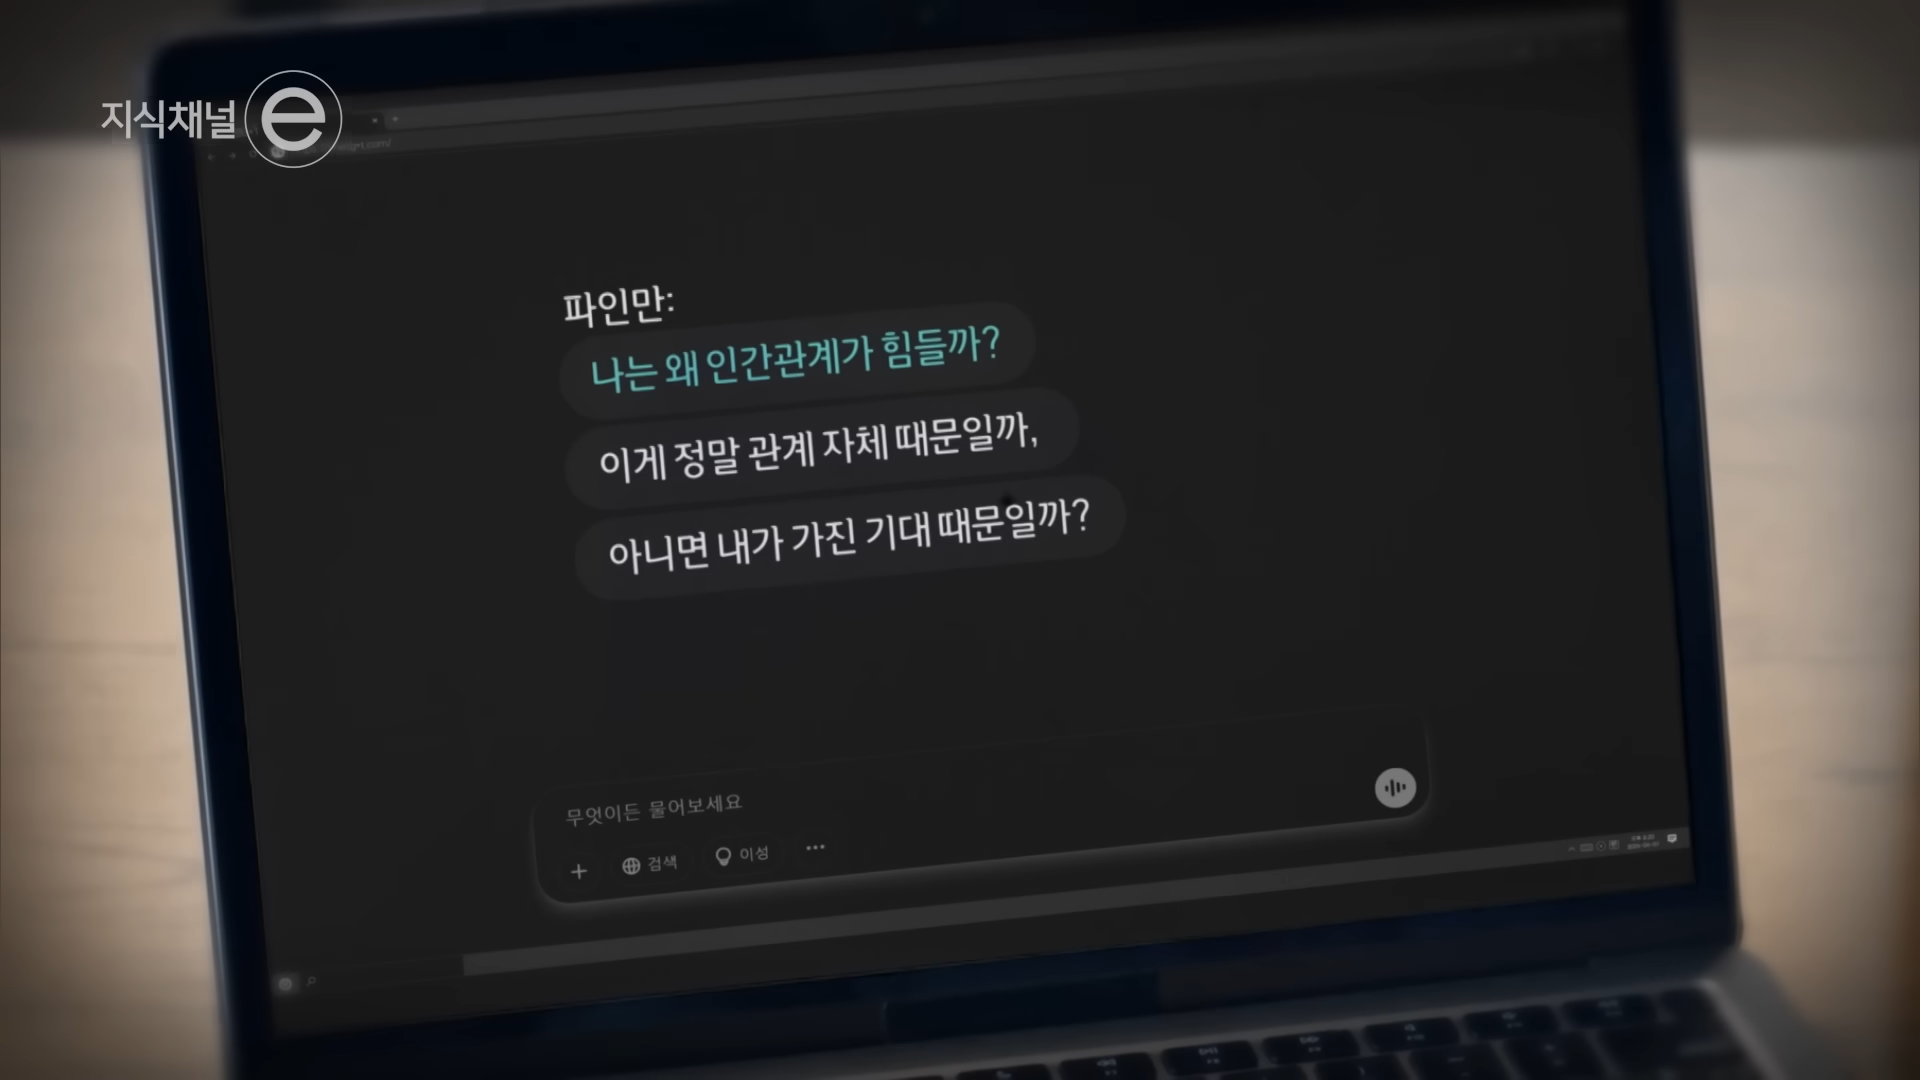 지식채널 e
파인만:
나는 왜 인간관계가 힘들까?
이게 정말 관계 자체 때문일까,
아니면 내가 가진 기대 때문일까?
무엇이든 물어보세요
검색
이성